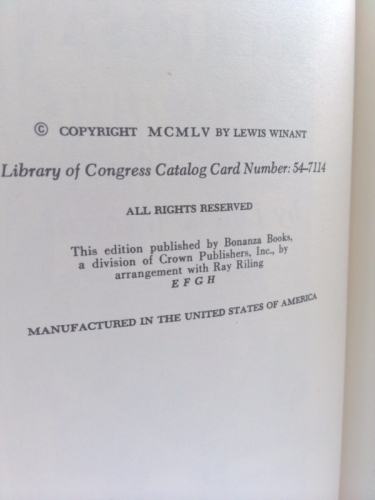 © COPYRIGHT MCMLV BY LEWIS WINANT
Library of Congress Catalog Card Number: 54-7114
ALL RIGHTS RESERVED
This edition published by Bonanza Books,
a division of Crown Publishers, Inc., by
arrangement with Ray Riling
E F G H
MANUFACTURED IN THE UNITED STATES OF AMERICA